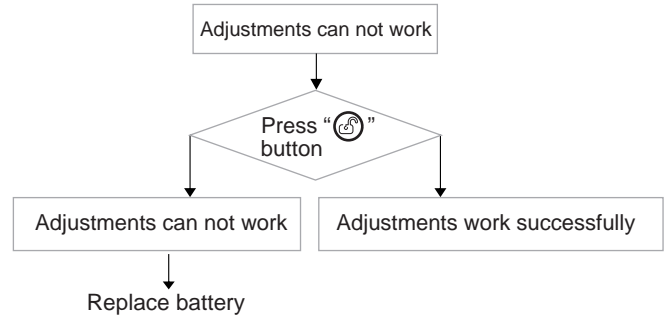 Adjustments can not work
Press “ ”
button
Adjustments can not work
Adjustments work successfully
Replace battery